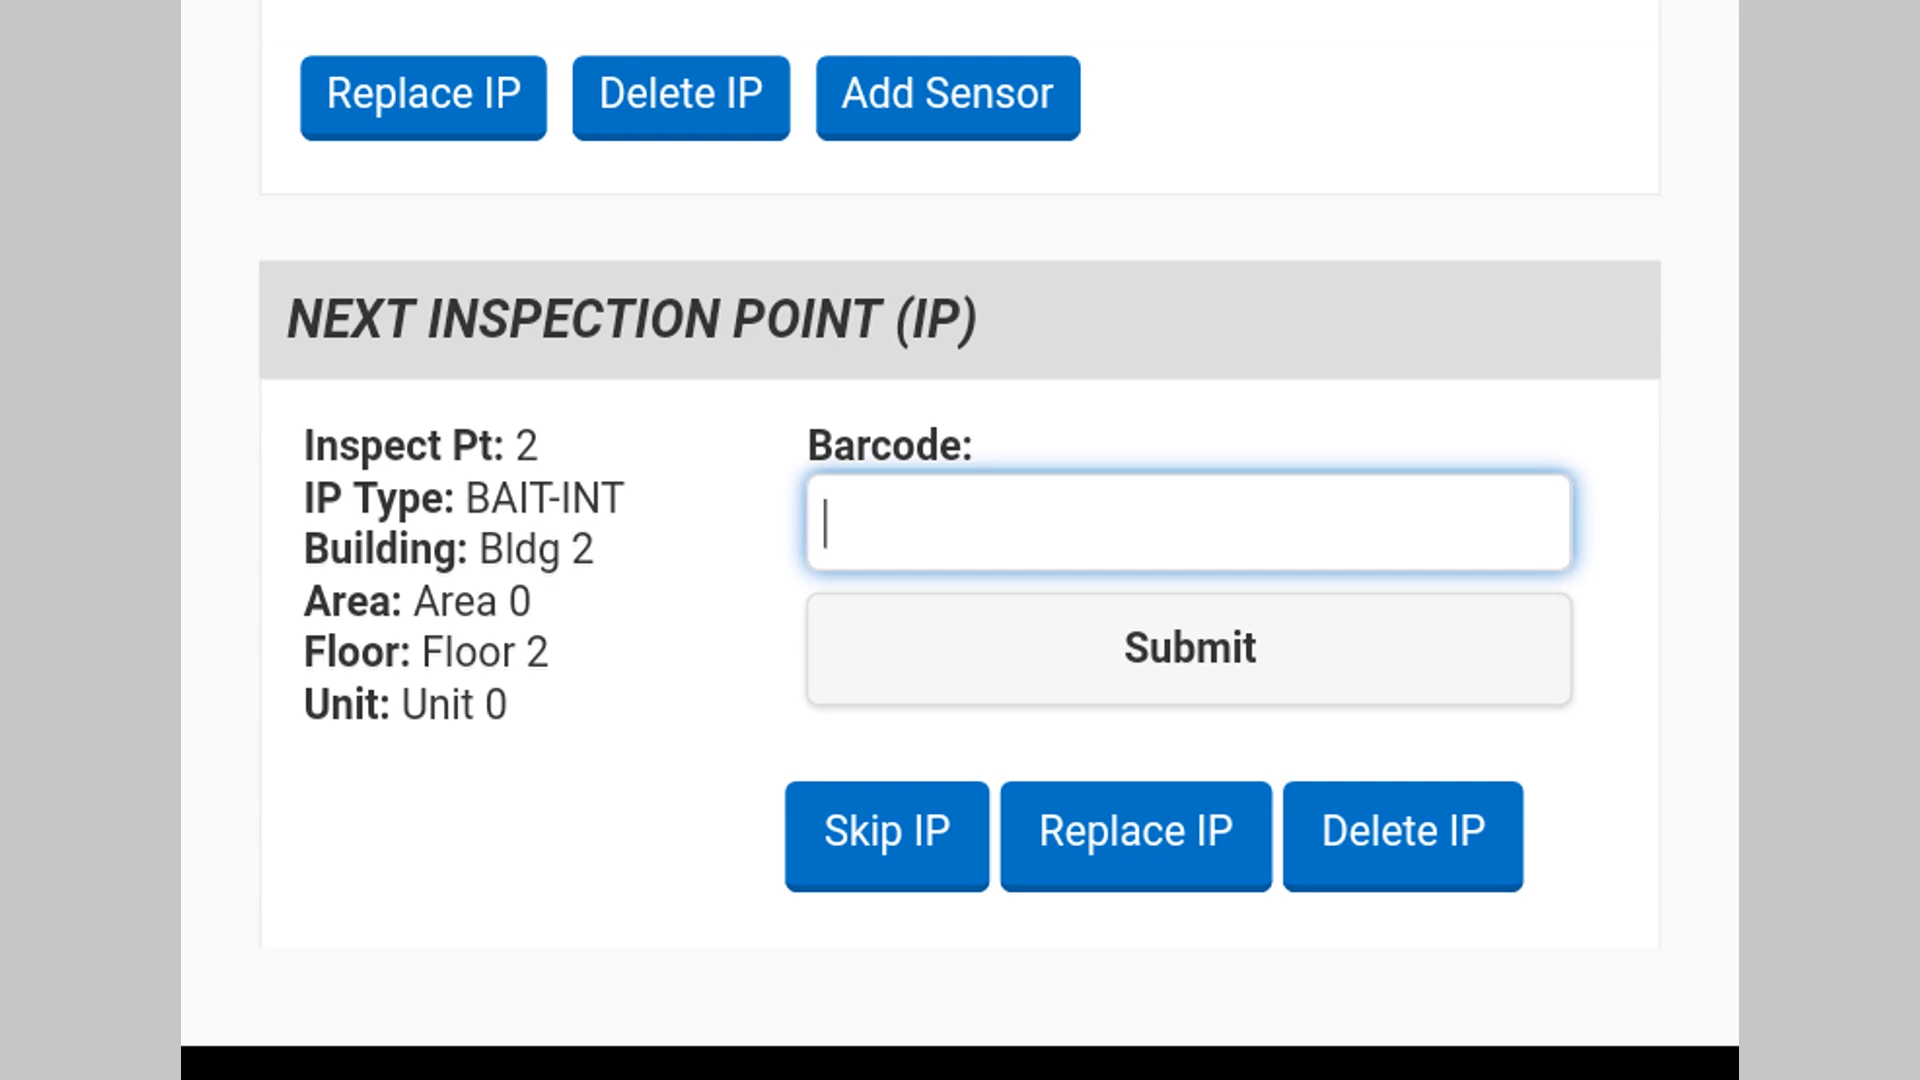 Replace IP Delete IP Add Sensor
NEXT INSPECTION POINT (IP)
Inspect Pt: 2
IP Type: BAIT-INT
Building: Bldg 2
Area: Area 0
Floor: Floor 2
Unit: Unit 0
Barcode:
Submit
Skip IP Replace IP Delete IP